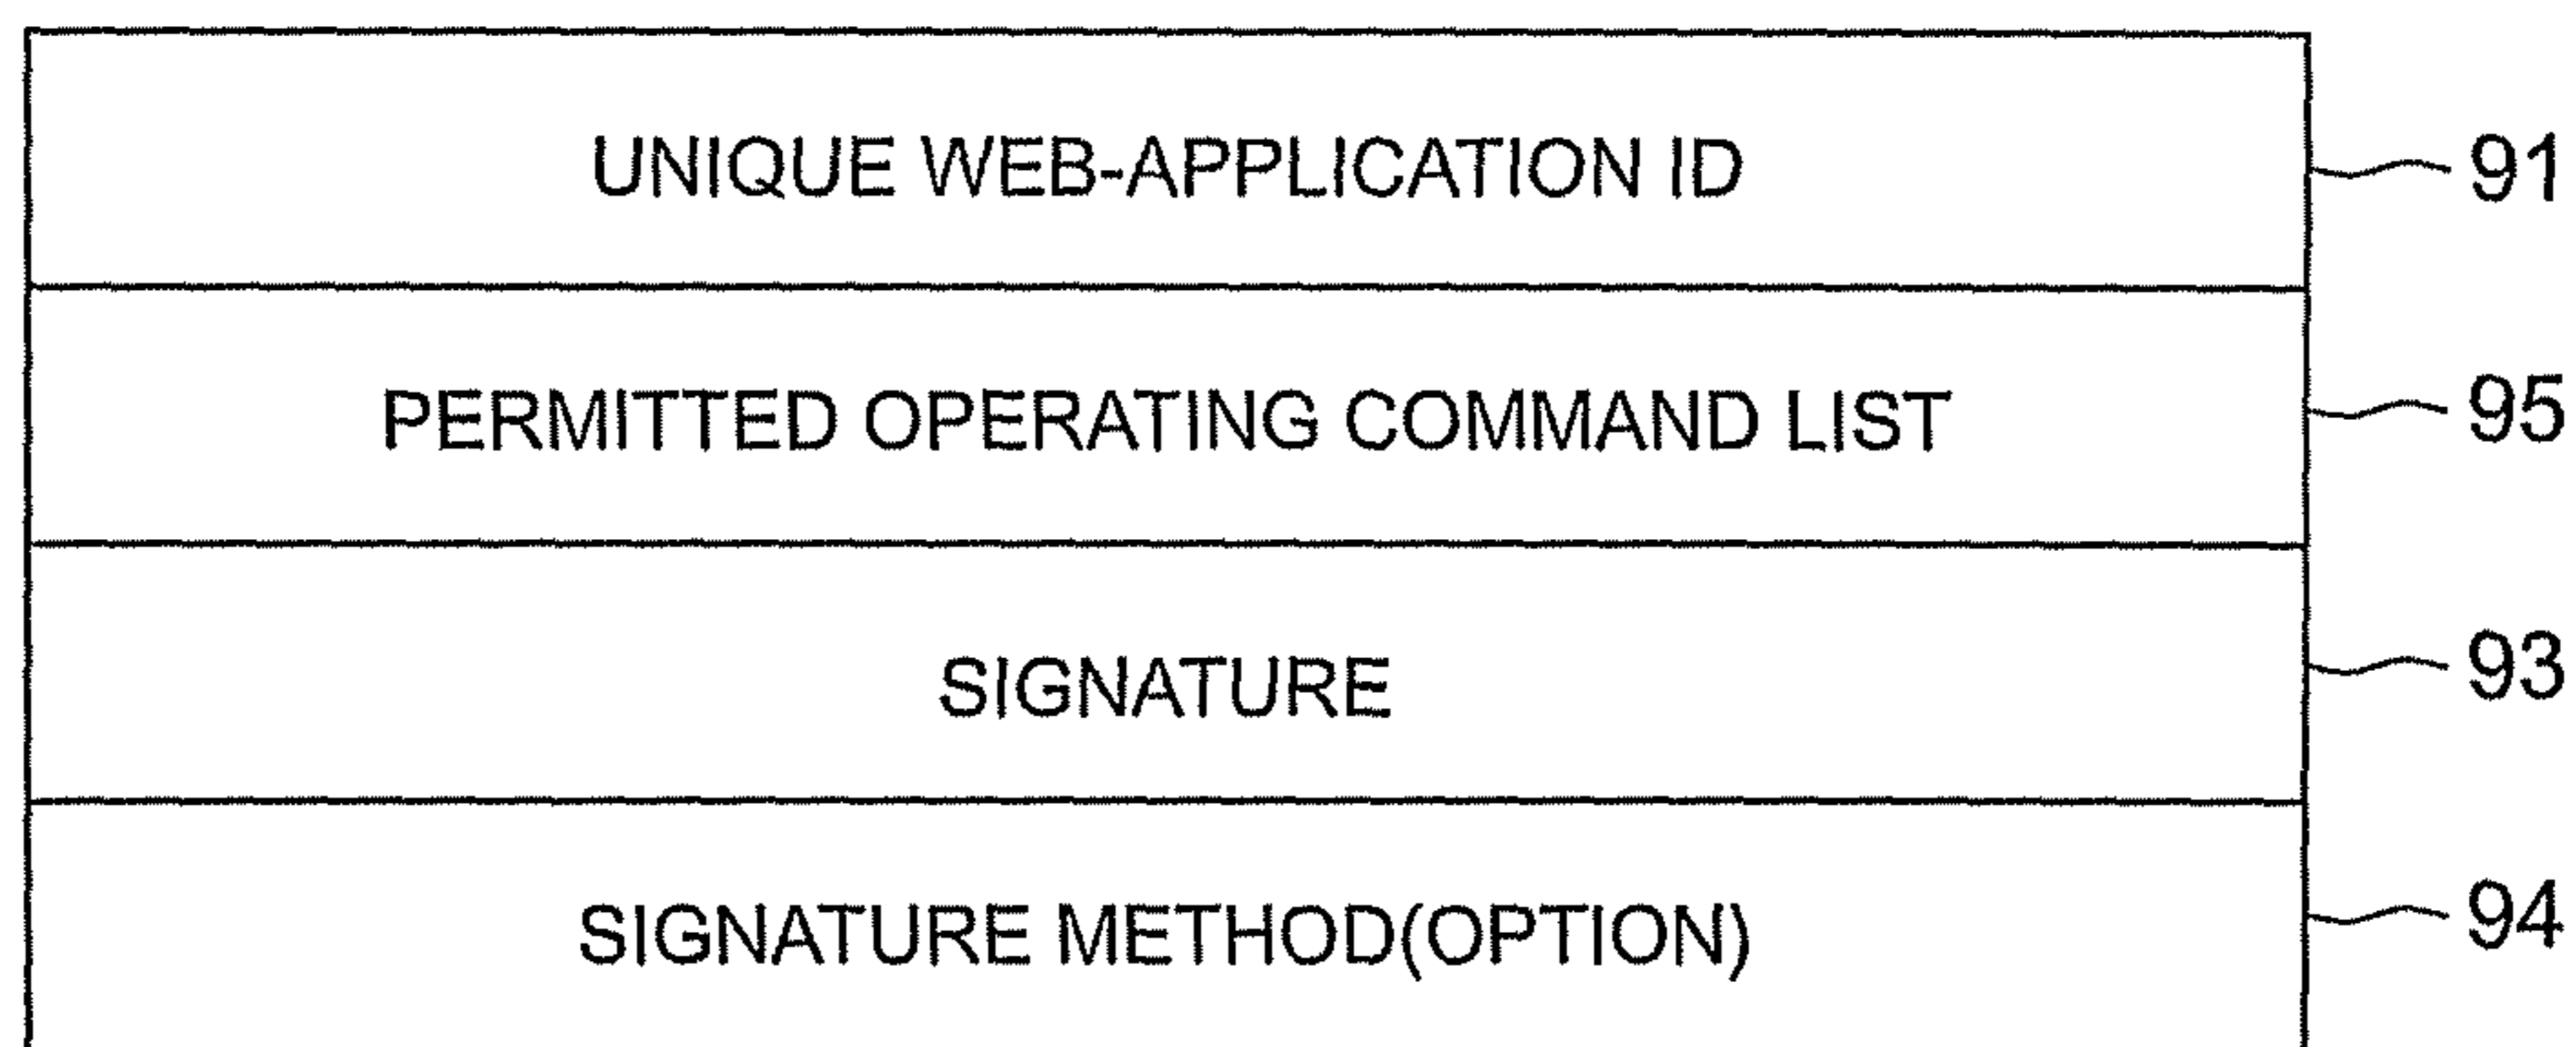 UNIQUE WEB-APPLICATION ID 91
PERMITTED OPERATING COMMAND LIST 95
SIGNATURE 93
SIGNATURE METHOD(OPTION) 94